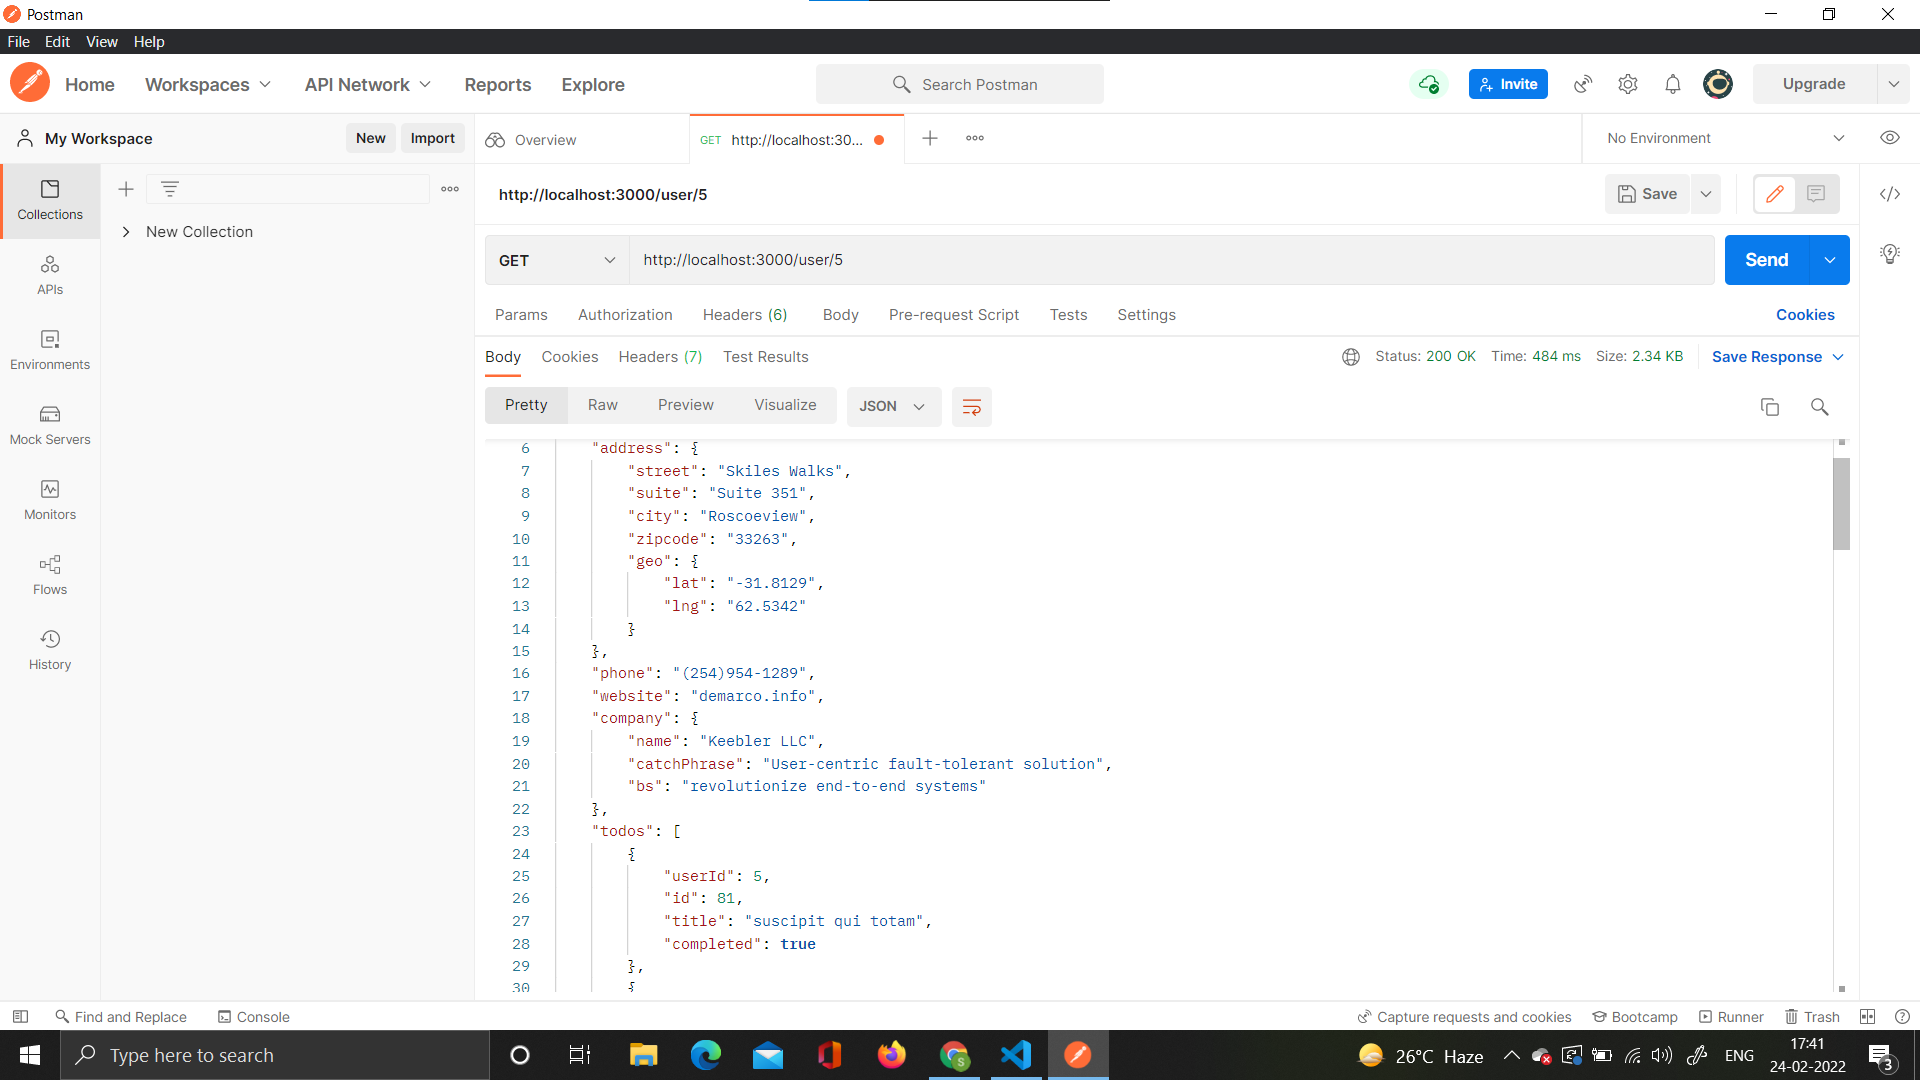 Postman
File Edit View Help
Home Workspaces API Network Reports Explore Search Postman Invite Upgrade
My Workspace New Import Overview GET http://localhost:30... No Environment
http://localhost:3000/user/5 Save
Collections
New Collection
GET http://localhost:3000/user/5 Send
APIs
Params Authorization Headers (6) Body Pre-request Script Tests Settings Cookies
Environments
Body Cookies Headers (7) Test Results Status: 200 OK Time: 484 ms Size: 2.34 KB Save Response
Pretty Raw Preview Visualize JSON
Mock Servers
Monitors
Flows
History
6 "address": {
7 "street": "Skiles Walks",
8 "suite": "Suite 351",
9 "city": "Roscoeview",
10 "zipcode": "33263",
11 "geo": {
12 "lat": "-31.8129",
13 "lng": "62.5342"
14 }
15 },
16 "phone": "(254)954-1289",
17 "website": "demarco.info",
18 "company": {
19 "name": "Keebler LLC",
20 "catchPhrase": "User-centric fault-tolerant solution",
21 "bs": "revolutionize end-to-end systems"
22 },
23 "todos": [
24 {
25 "userId": 5,
26 "id": 81,
27 "title": "suscipit qui totam",
28 "completed": true
29 },
30 {
Find and Replace Console Capture requests and cookies Bootcamp Runner Trash
Type here to search 26°C Haze ENG 17:41
24-02-2022 3